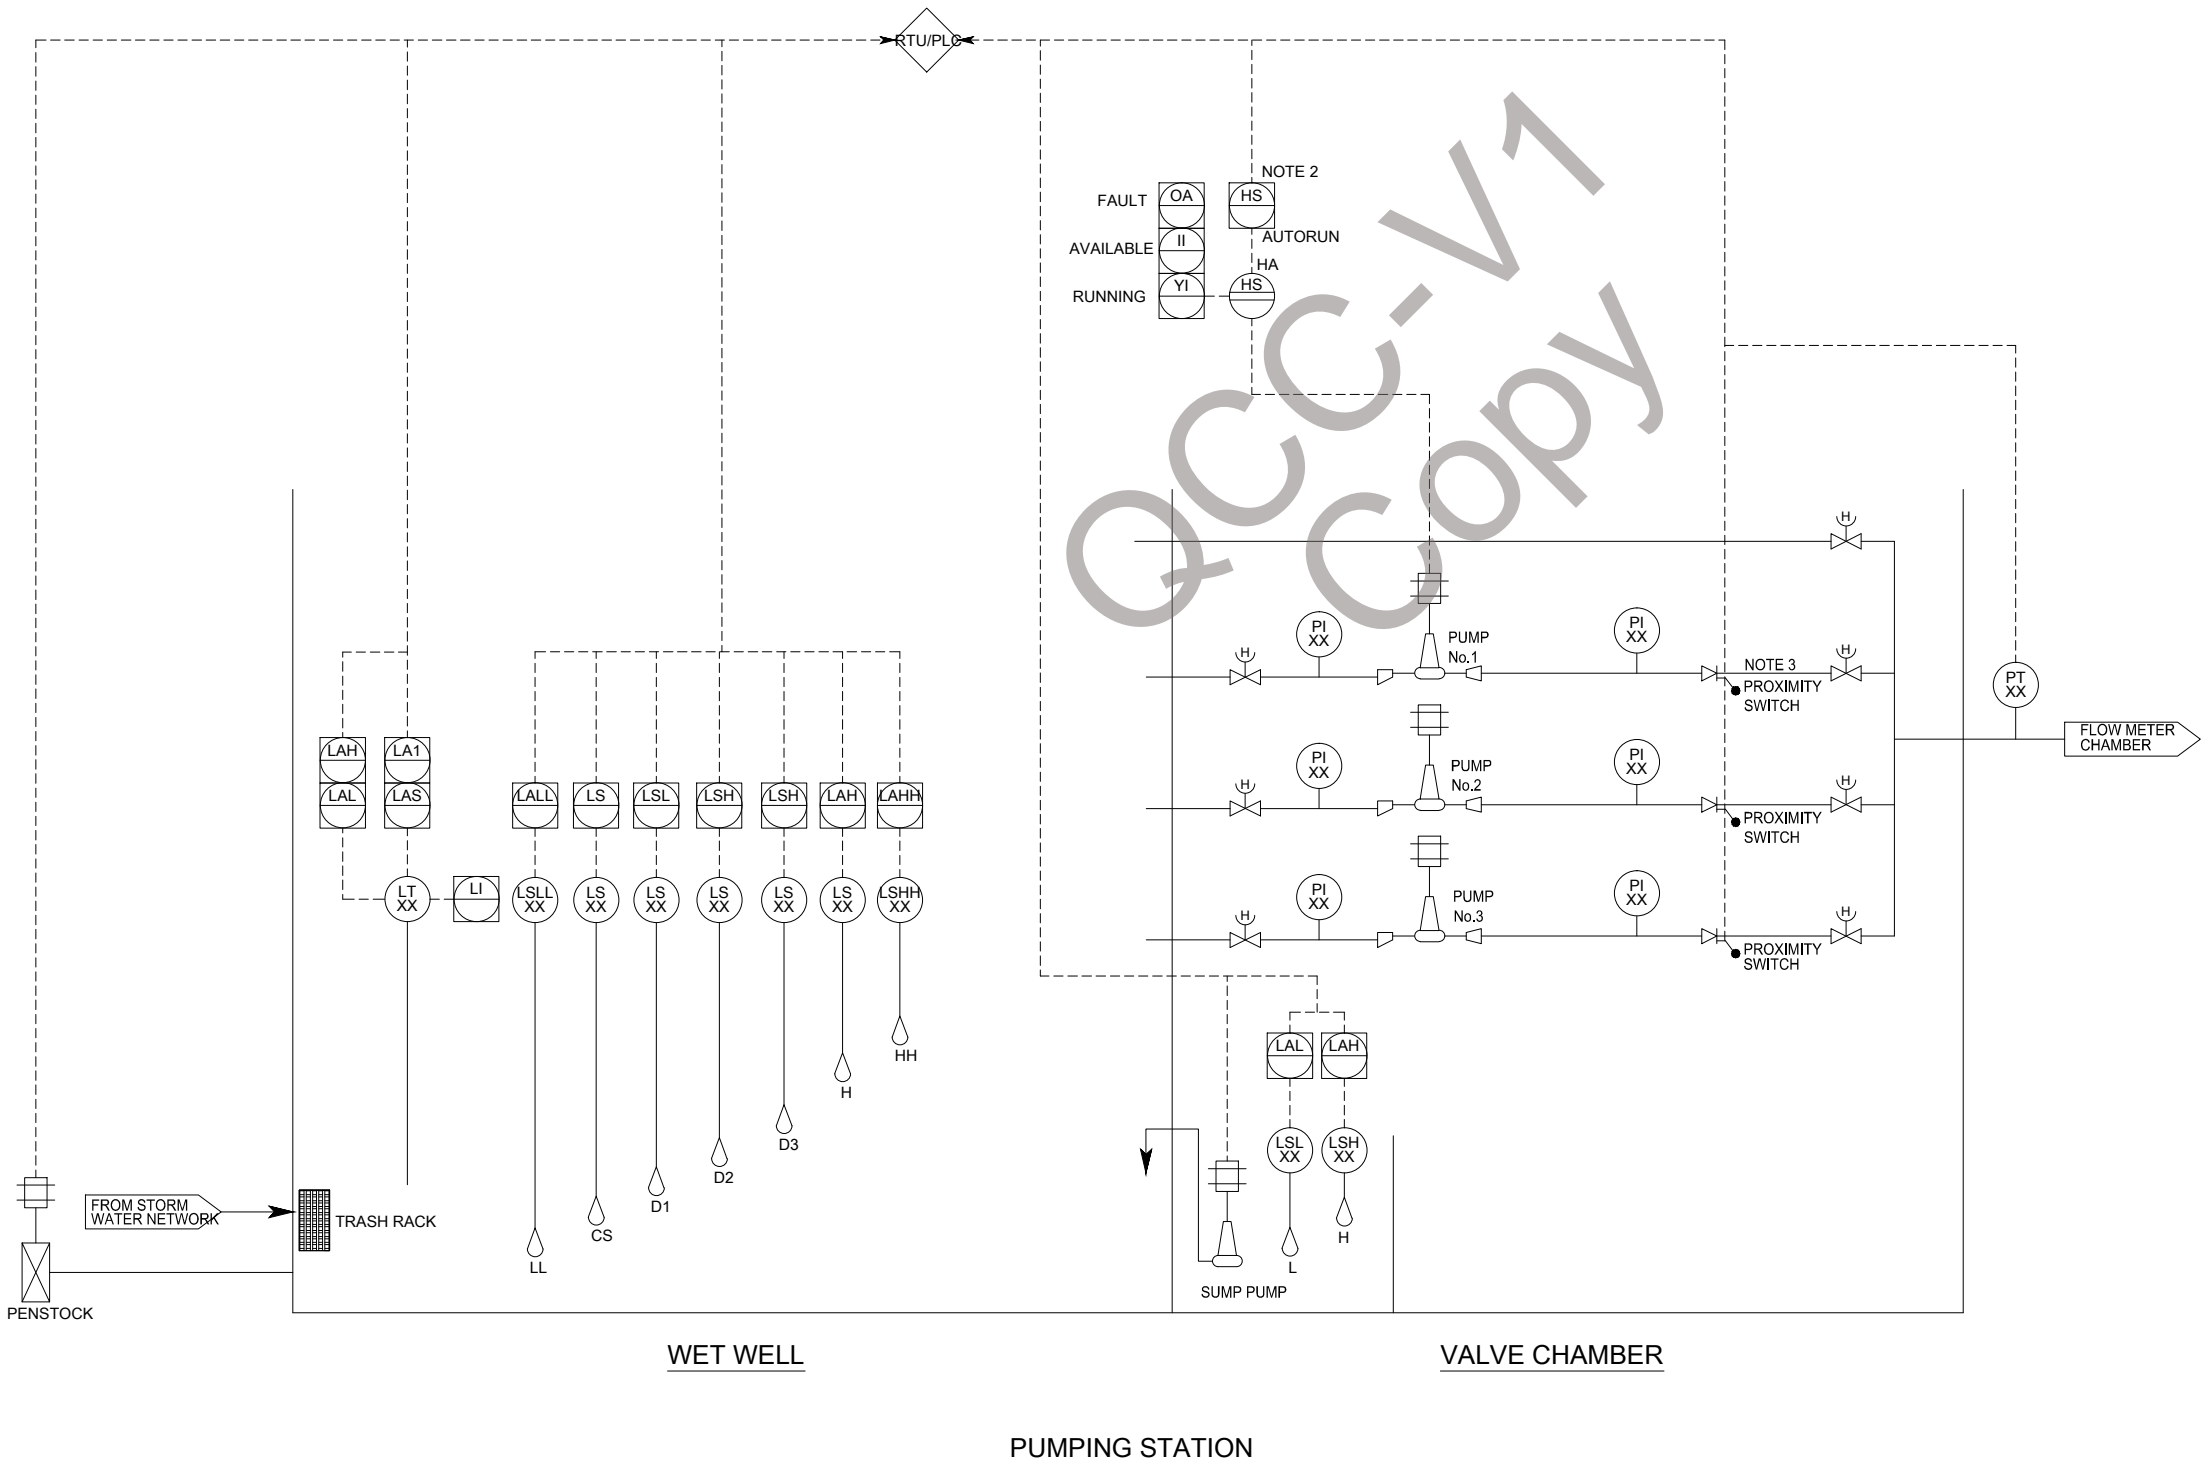 RTU/PLC
NOTE 2
FAULT
OA
HS
AUTORUN
AVAILABLE
II
HA
RUNNING
YI
HS
QCC-V1
Copy
H
PI
XX
PUMP
No.1
PI
XX
H
NOTE 3
H
PROXIMITY
SWITCH
PT
XX
FLOW METER
CHAMBER
PI
XX
PUMP
No.2
PI
XX
H
H
PROXIMITY
SWITCH
PI
XX
PUMP
No.3
PI
XX
H
H
PROXIMITY
SWITCH
LAH
LA1
LAL
LAS
LALL
LS
LSL
LSH
LSH
LAH
LAHH
LT
XX
LI
LSLL
XX
LS
XX
LS
XX
LS
XX
LS
XX
LS
XX
LSHH
XX
HH
H
D3
D2
D1
CS
LL
LAL
LAH
LSL
XX
LSH
XX
H
L
SUMP PUMP
FROM STORM
WATER NETWORK
TRASH RACK
PENSTOCK
WET WELL
VALVE CHAMBER
PUMPING STATION